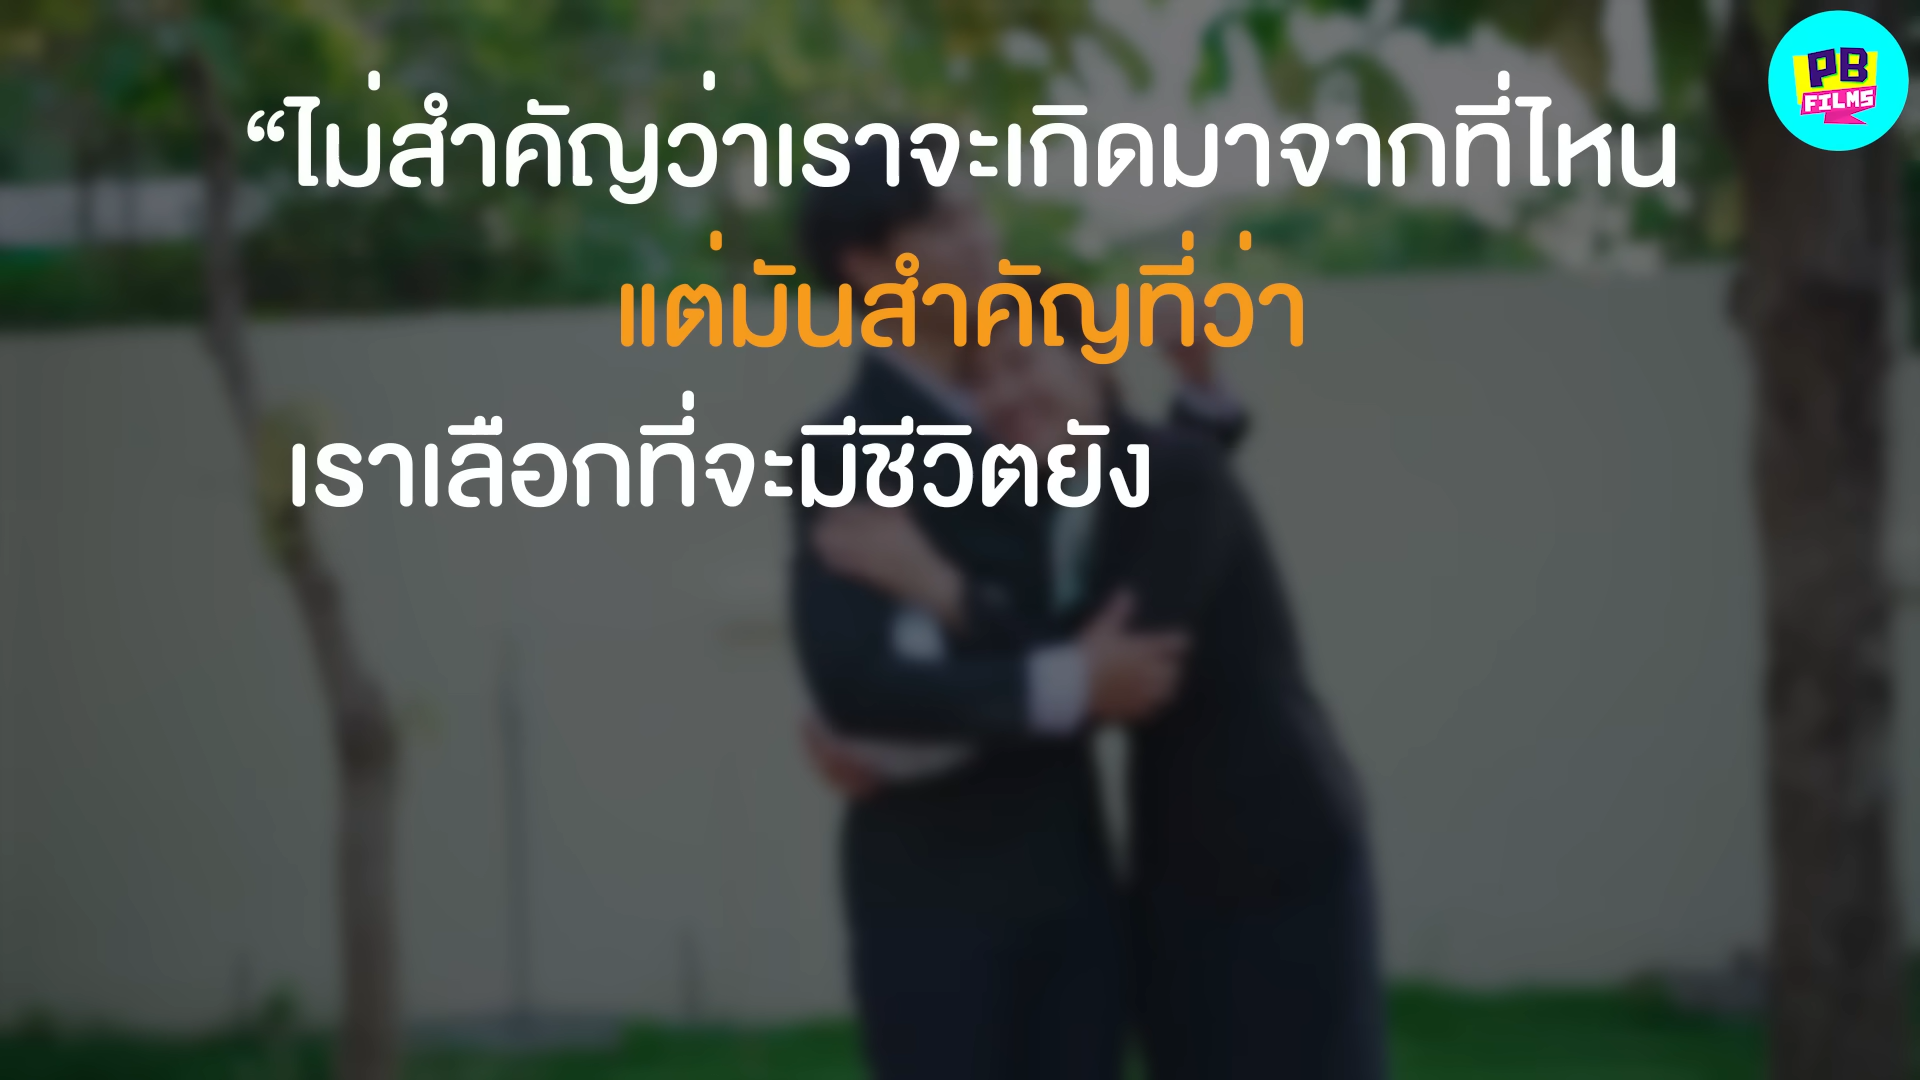 “ไม่สำคัญว่าเราจะเกิดมาจากที่ไหน
แต่มันสำคัญที่ว่า
เราเลือกที่จะมีชีวิตยัง
PB
FILMS